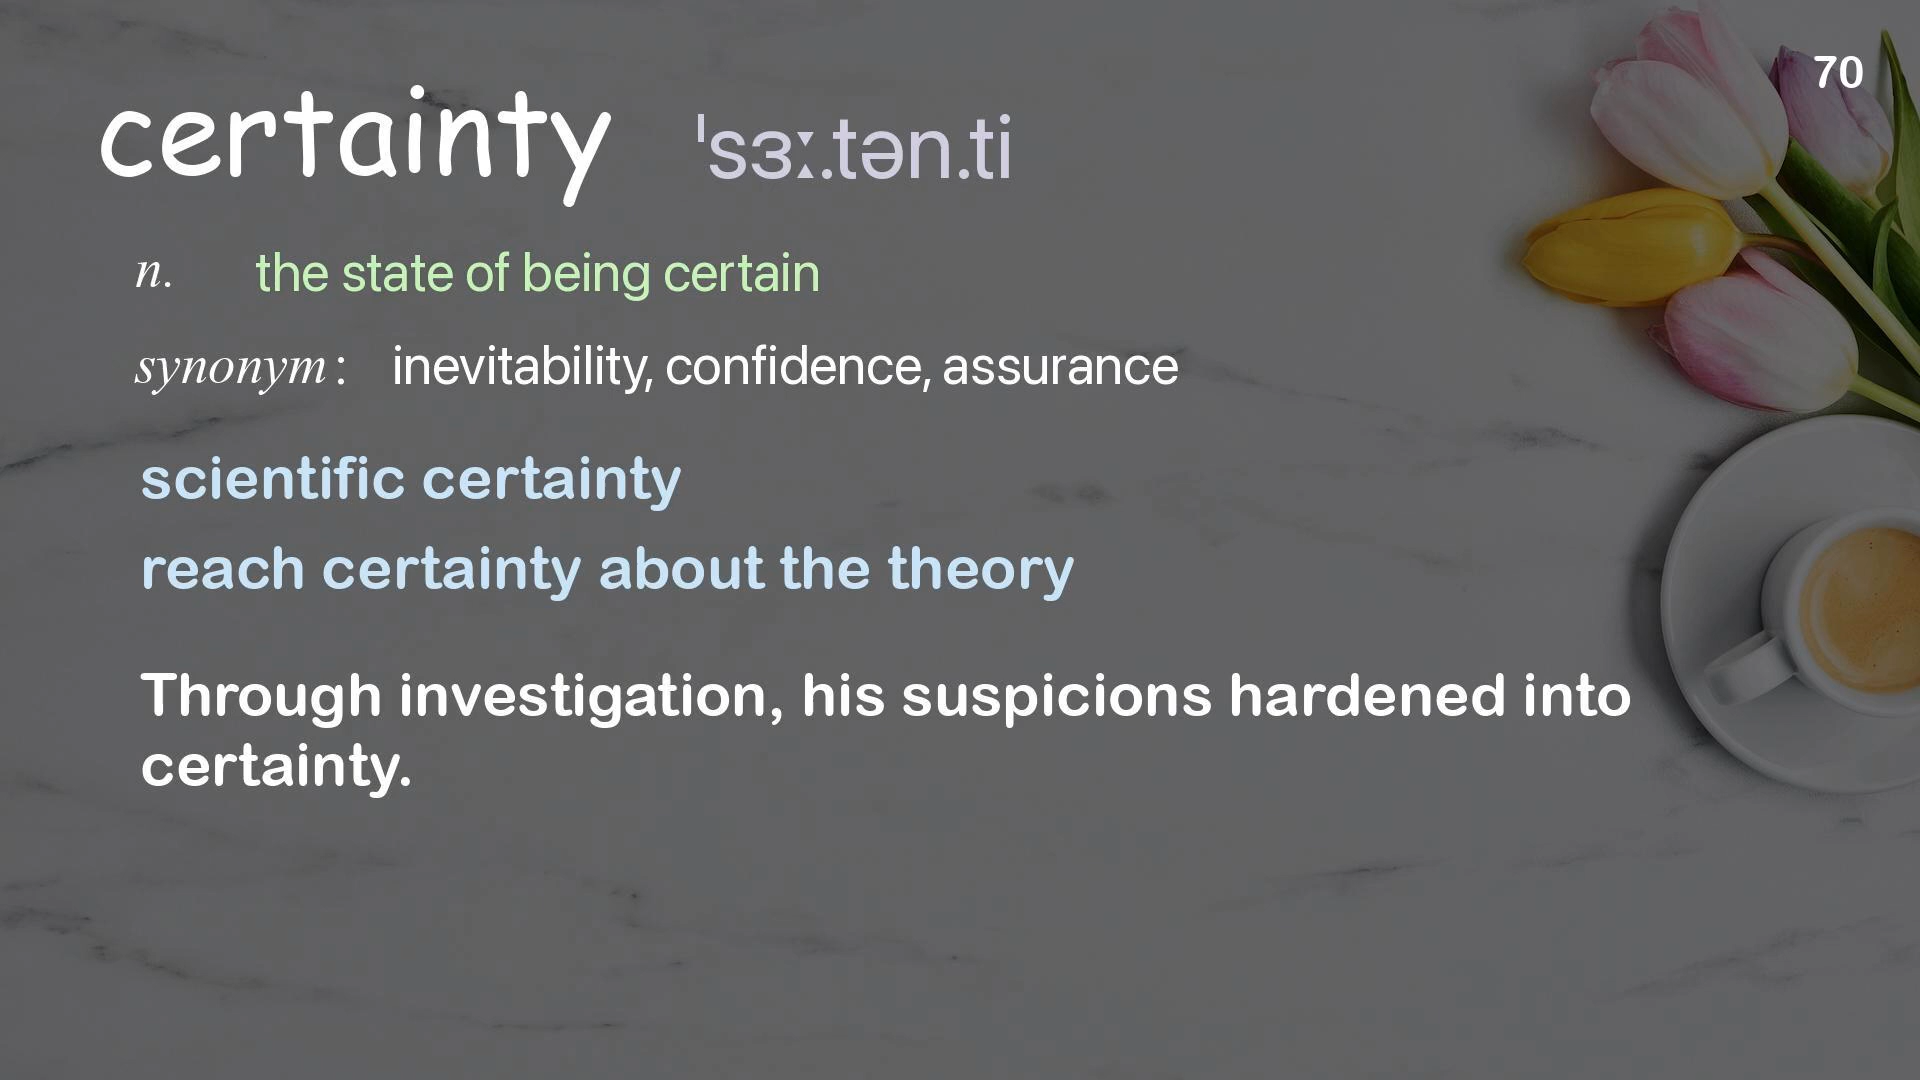 70
certainty ˈsɜː.tən.ti
n. the state of being certain
synonym: inevitability, confidence, assurance
scientific certainty
reach certainty about the theory
Through investigation, his suspicions hardened into
certainty.